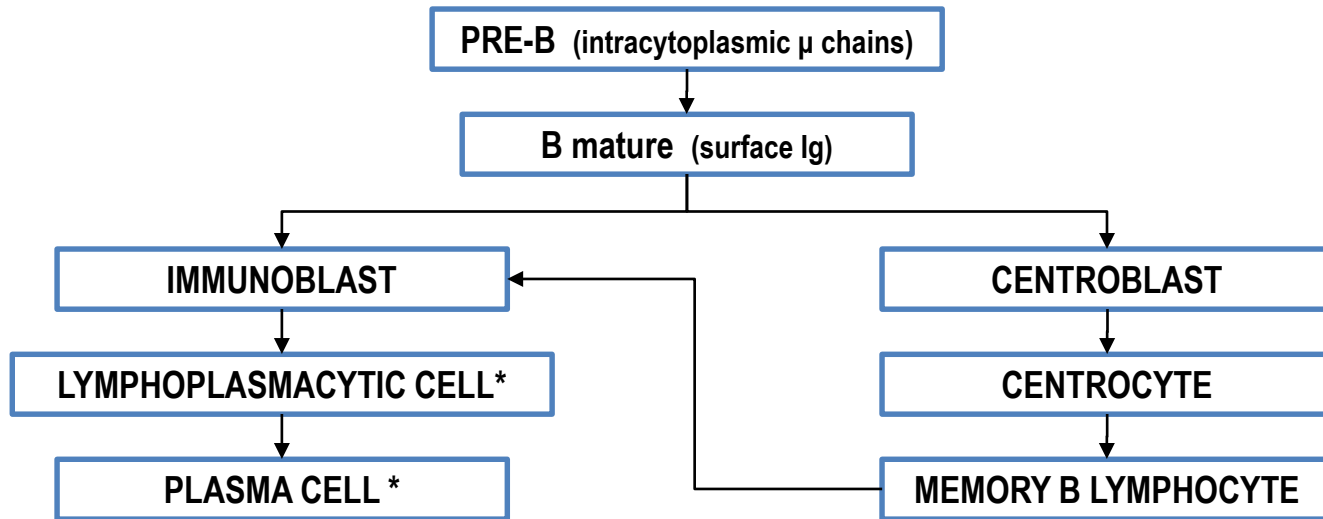 PRE-B (intracytoplasmic µ chains)
B mature (surface Ig)
IMMUNOBLAST
CENTROBLAST
LYMPHOPLASMACYTIC CELL*
CENTROCYTE
PLASMA CELL *
MEMORY B LYMPHOCYTE